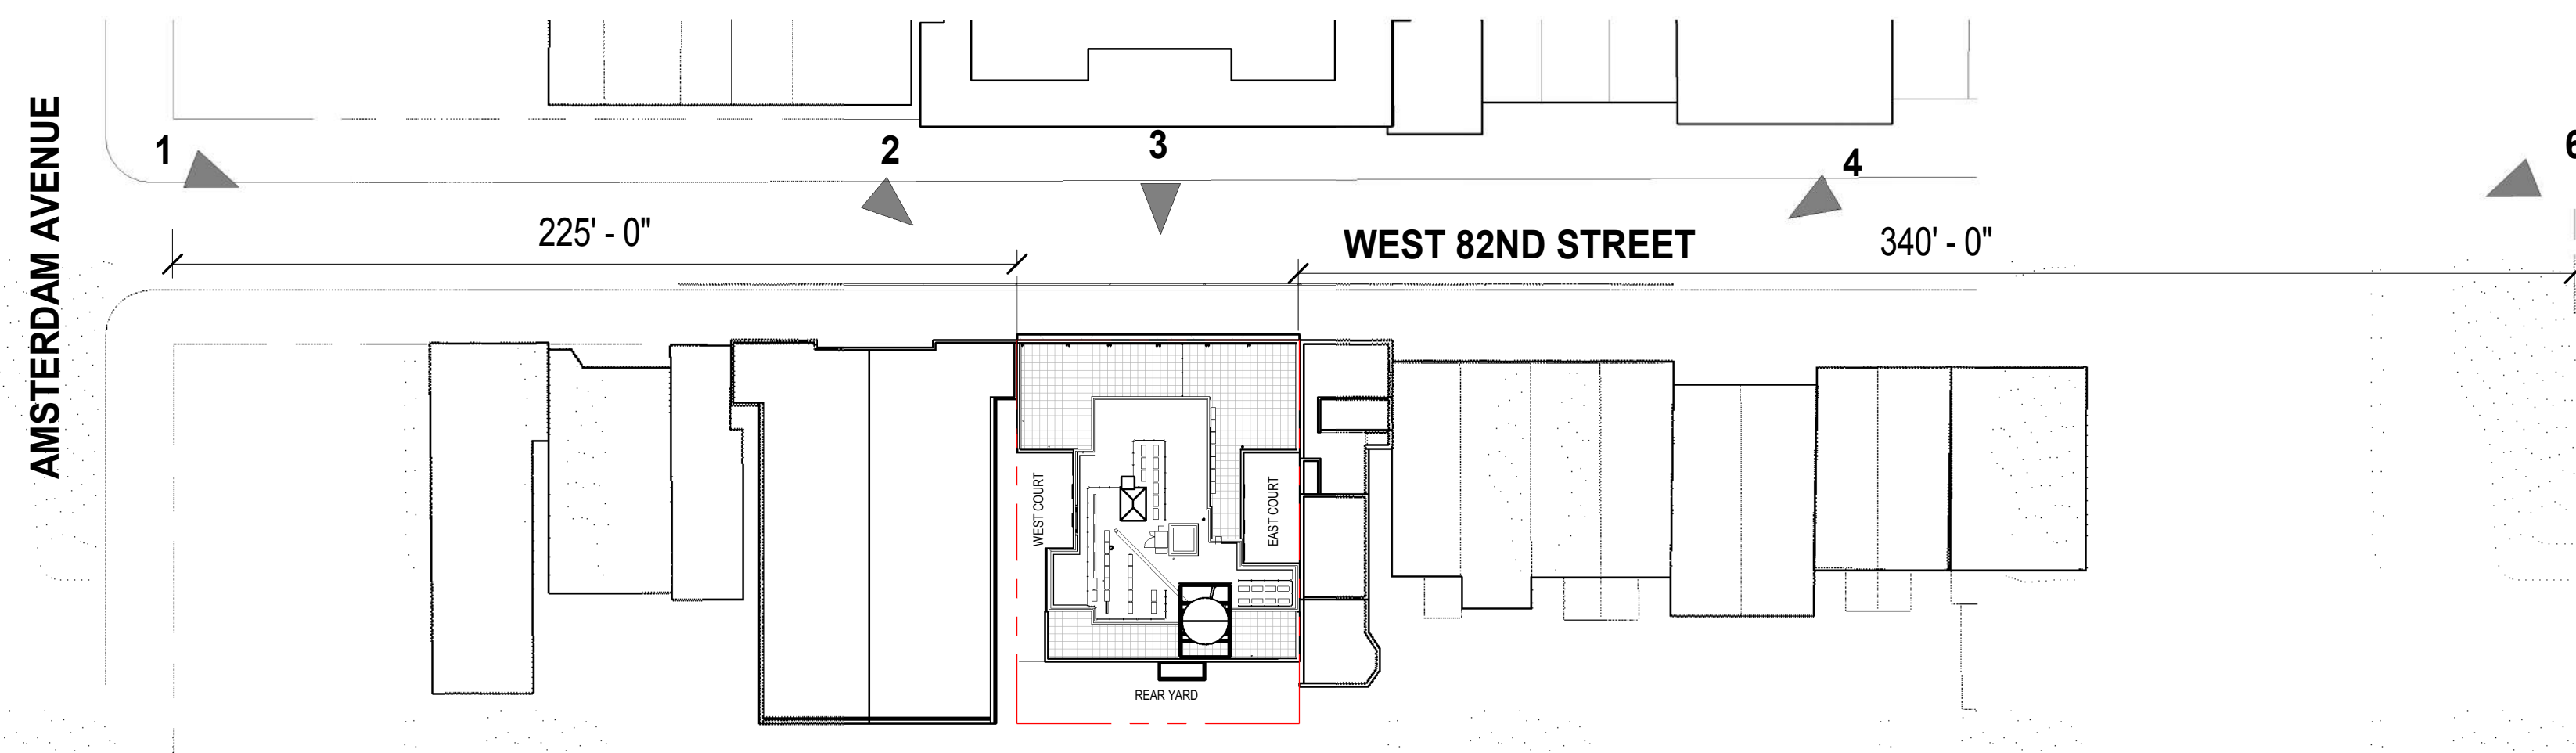 AMSTERDAM AVENUE
1
2
3
4
6
225' - 0"
WEST 82ND STREET
340' - 0"
WEST COURT
EAST COURT
REAR YARD